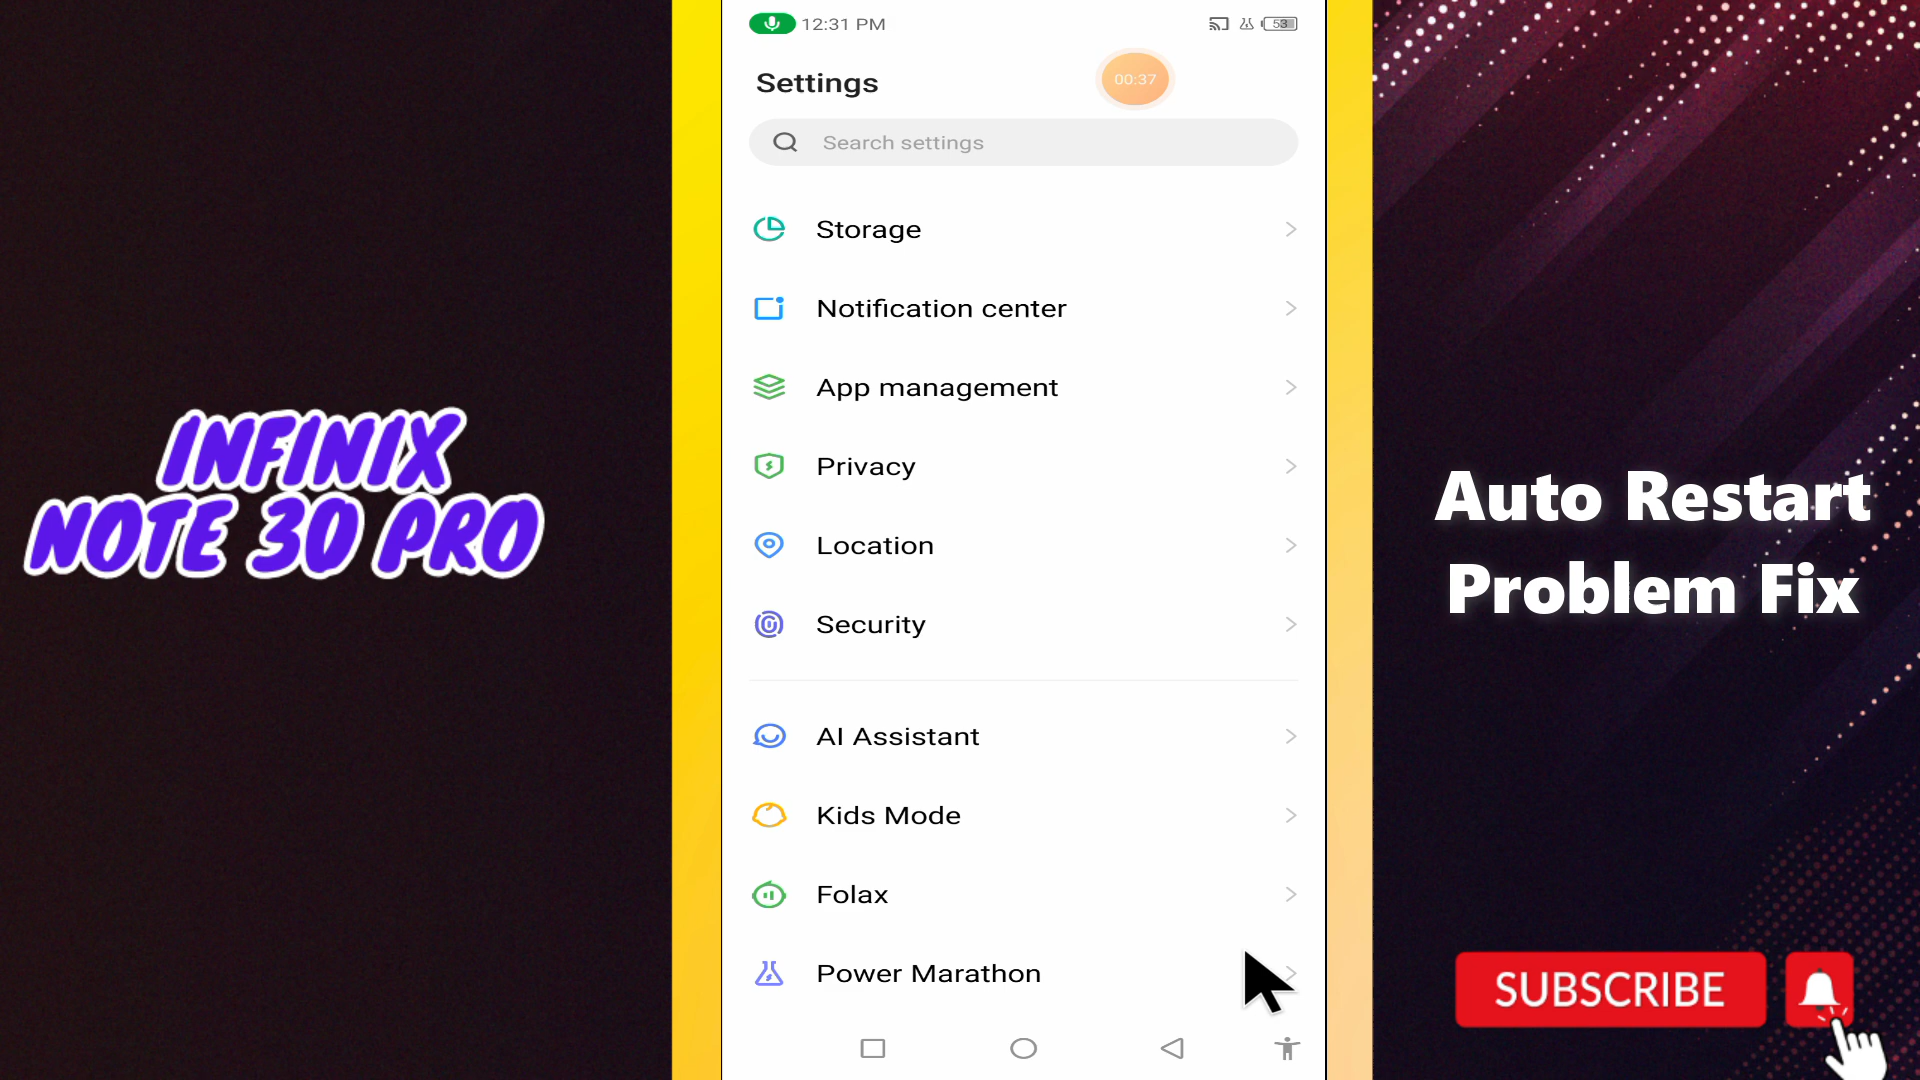 INFINIX
NOTE 30 PRO
12:31 PM
53
Settings
00:37
Search settings
Storage
Notification center
App management
Privacy
Location
Security
AI Assistant
Kids Mode
Folax
Power Marathon
Auto Restart
Problem Fix
SUBSCRIBE